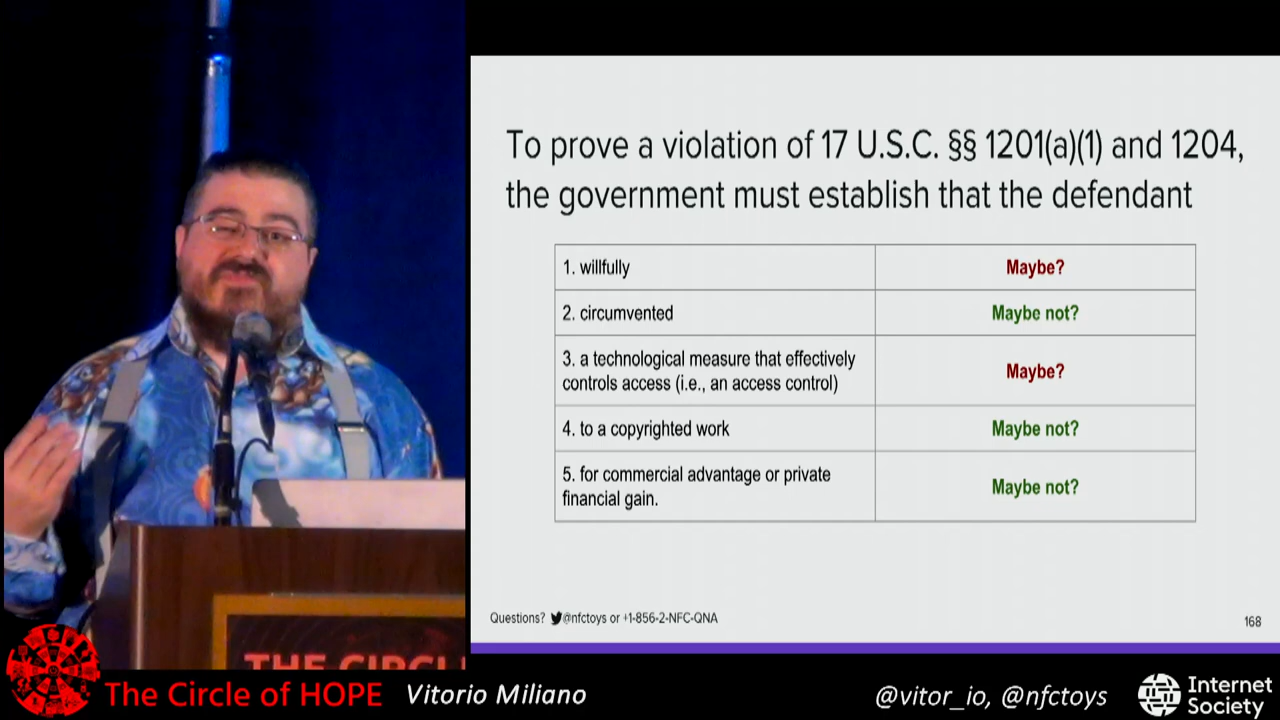 To prove a violation of 17 U.S.C. §§ 1201(a)(1) and 1204,
the government must establish that the defendant
1. willfully
Maybe?
2. circumvented
Maybe not?
3. a technological measure that effectively
controls access (i.e., an access control)
Maybe?
4. to a copyrighted work
Maybe not?
5. for commercial advantage or private
financial gain.
Maybe not?
Questions? @nfctoys or +1-856-2-NFC-QNA
168
THE CIRCL
The Circle of HOPE
Vitorio Miliano
@vitor_io, @nfctoys
Internet
Society